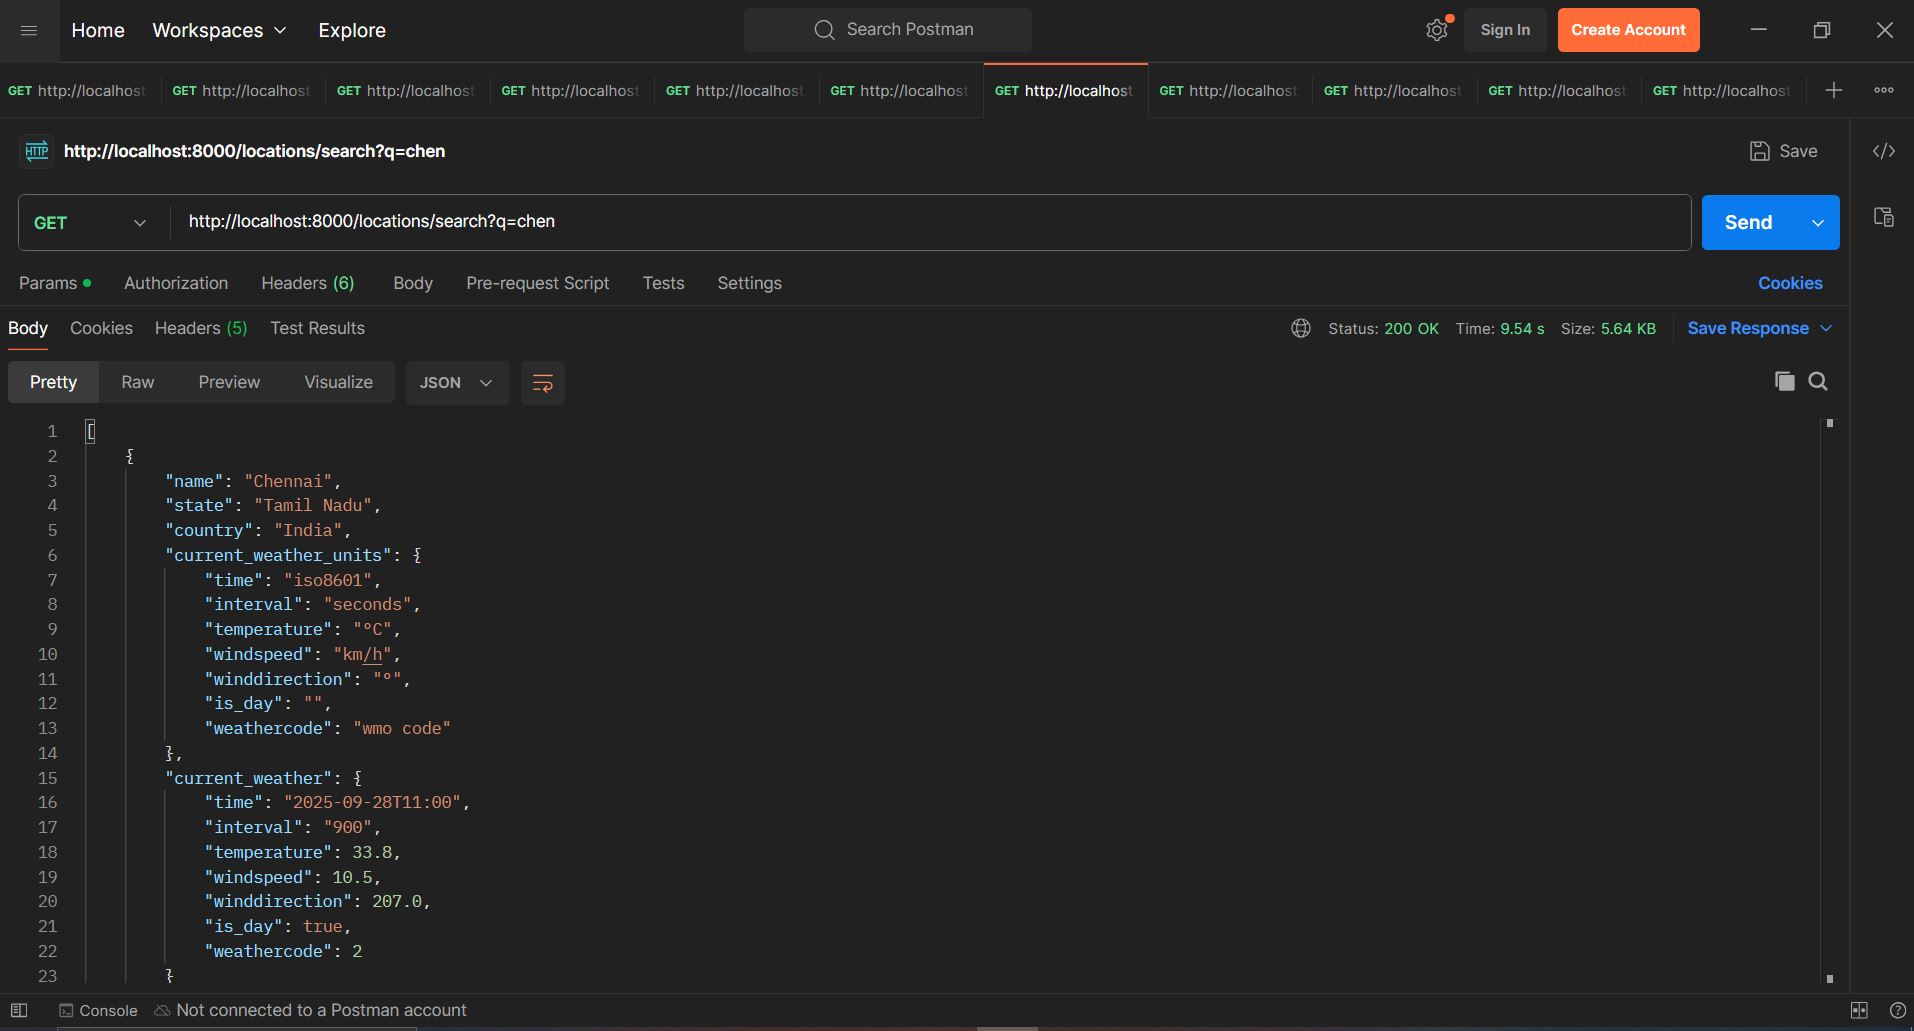 Home Workspaces Explore Search Postman Sign In Create Account
GET http://localhost GET http://localhost GET http://localhost GET http://localhost GET http://localhost GET http://localhost GET http://localhost GET http://localhost GET http://localhost GET http://localhost GET http://localhost
HTTP http://localhost:8000/locations/search?q=chen Save
GET http://localhost:8000/locations/search?q=chen Send
Params Authorization Headers (6) Body Pre-request Script Tests Settings Cookies
Body Cookies Headers (5) Test Results Status: 200 OK Time: 9.54 s Size: 5.64 KB Save Response
Pretty Raw Preview Visualize JSON
1 [
2 {
3 "name": "Chennai",
4 "state": "Tamil Nadu",
5 "country": "India",
6 "current_weather_units": {
7 "time": "iso8601",
8 "interval": "seconds",
9 "temperature": "°C",
10 "windspeed": "km/h",
11 "winddirection": "°",
12 "is_day": "",
13 "weathercode": "wmo code"
14 },
15 "current_weather": {
16 "time": "2025-09-28T11:00",
17 "interval": "900",
18 "temperature": 33.8,
19 "windspeed": 10.5,
20 "winddirection": 207.0,
21 "is_day": true,
22 "weathercode": 2
23 }
Console Not connected to a Postman account